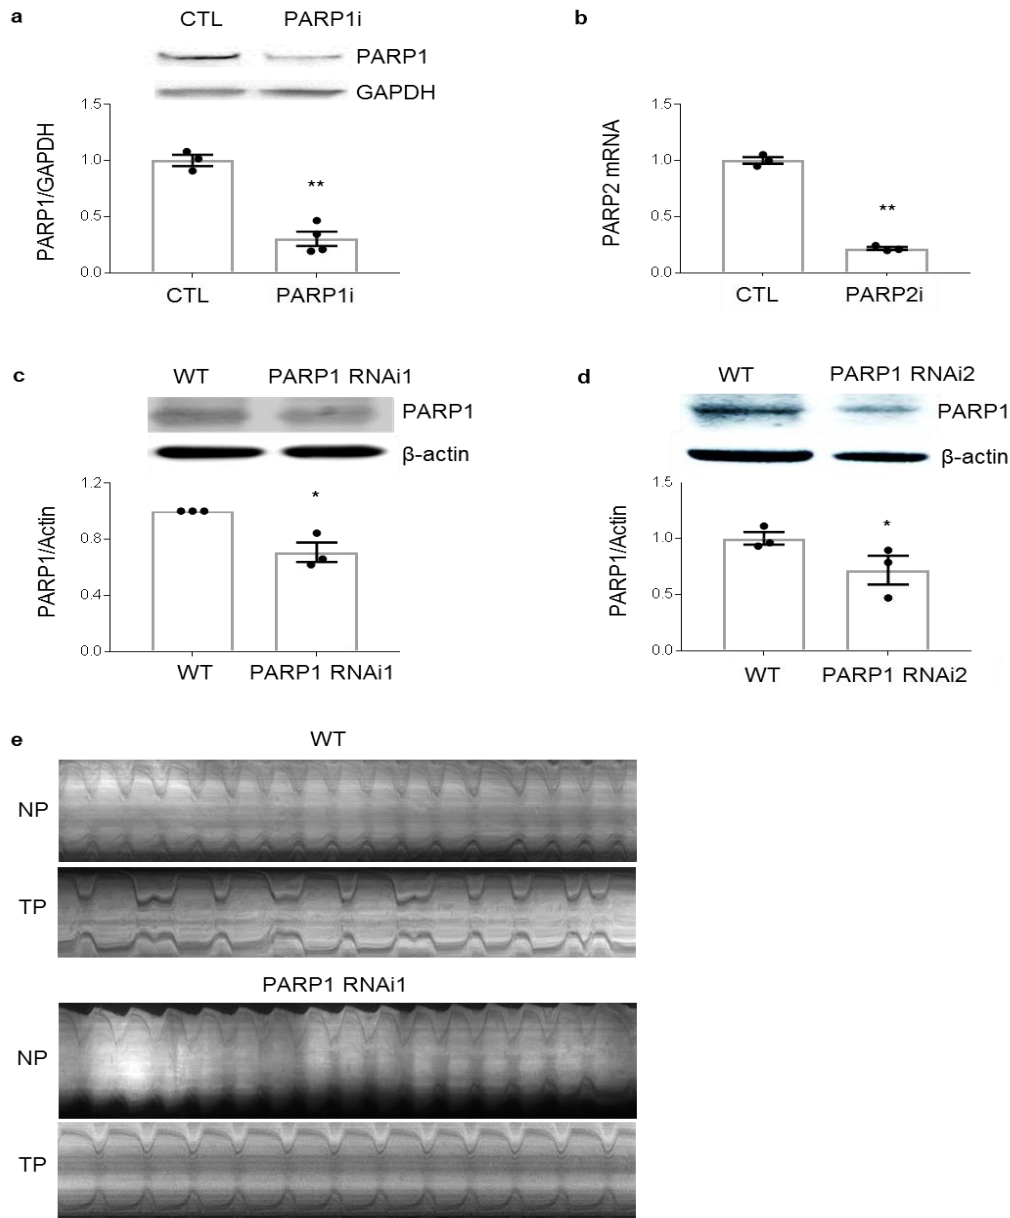 a
CTL PARP1i
PARP1
GAPDH
1.5
1.0
0.5
0.0
PARP1/GAPDH
**
CTL PARP1i
b
1.5
1.0
0.5
0.0
PARP2 mRNA
**
CTL PARP2i
c
WT PARP1 RNAi1
PARP1
β-actin
1.2
0.8
0.4
0.0
PARP1/Actin
*
WT PARP1 RNAi1
d
WT PARP1 RNAi2
PARP1
β-actin
1.5
1.0
0.5
0.0
PARP1/Actin
*
WT PARP1 RNAi2
e
WT
NP
TP
PARP1 RNAi1
NP
TP